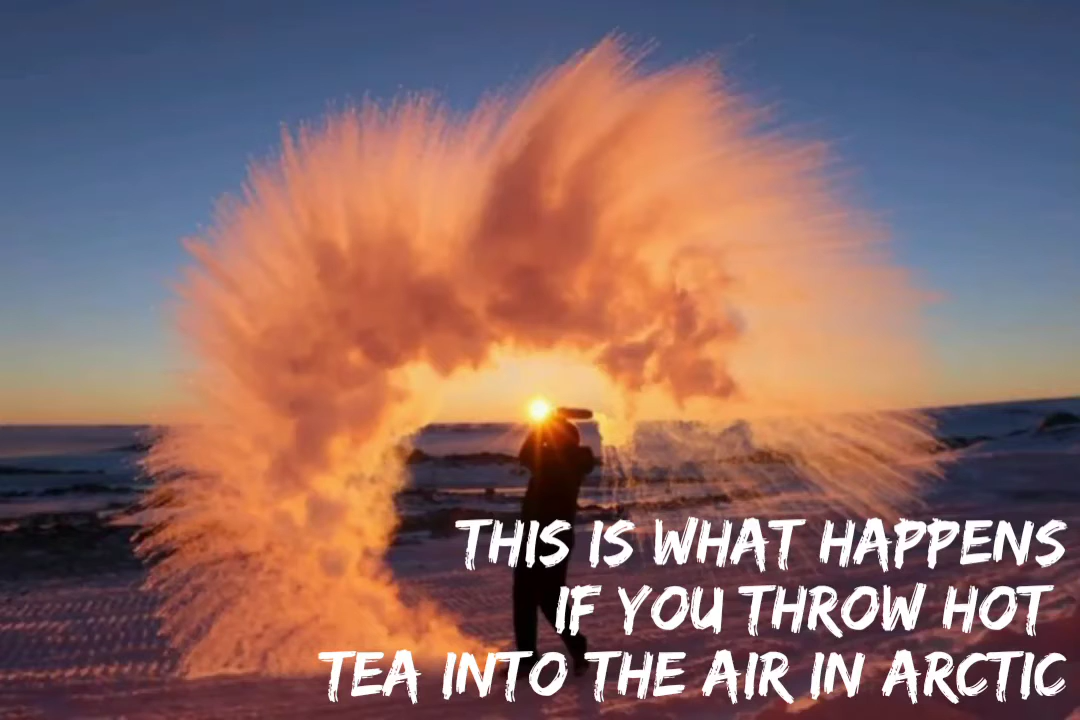 THIS IS WHAT HAPPENS
IF YOU THROW HOT
TEA INTO THE AIR IN ARCTIC